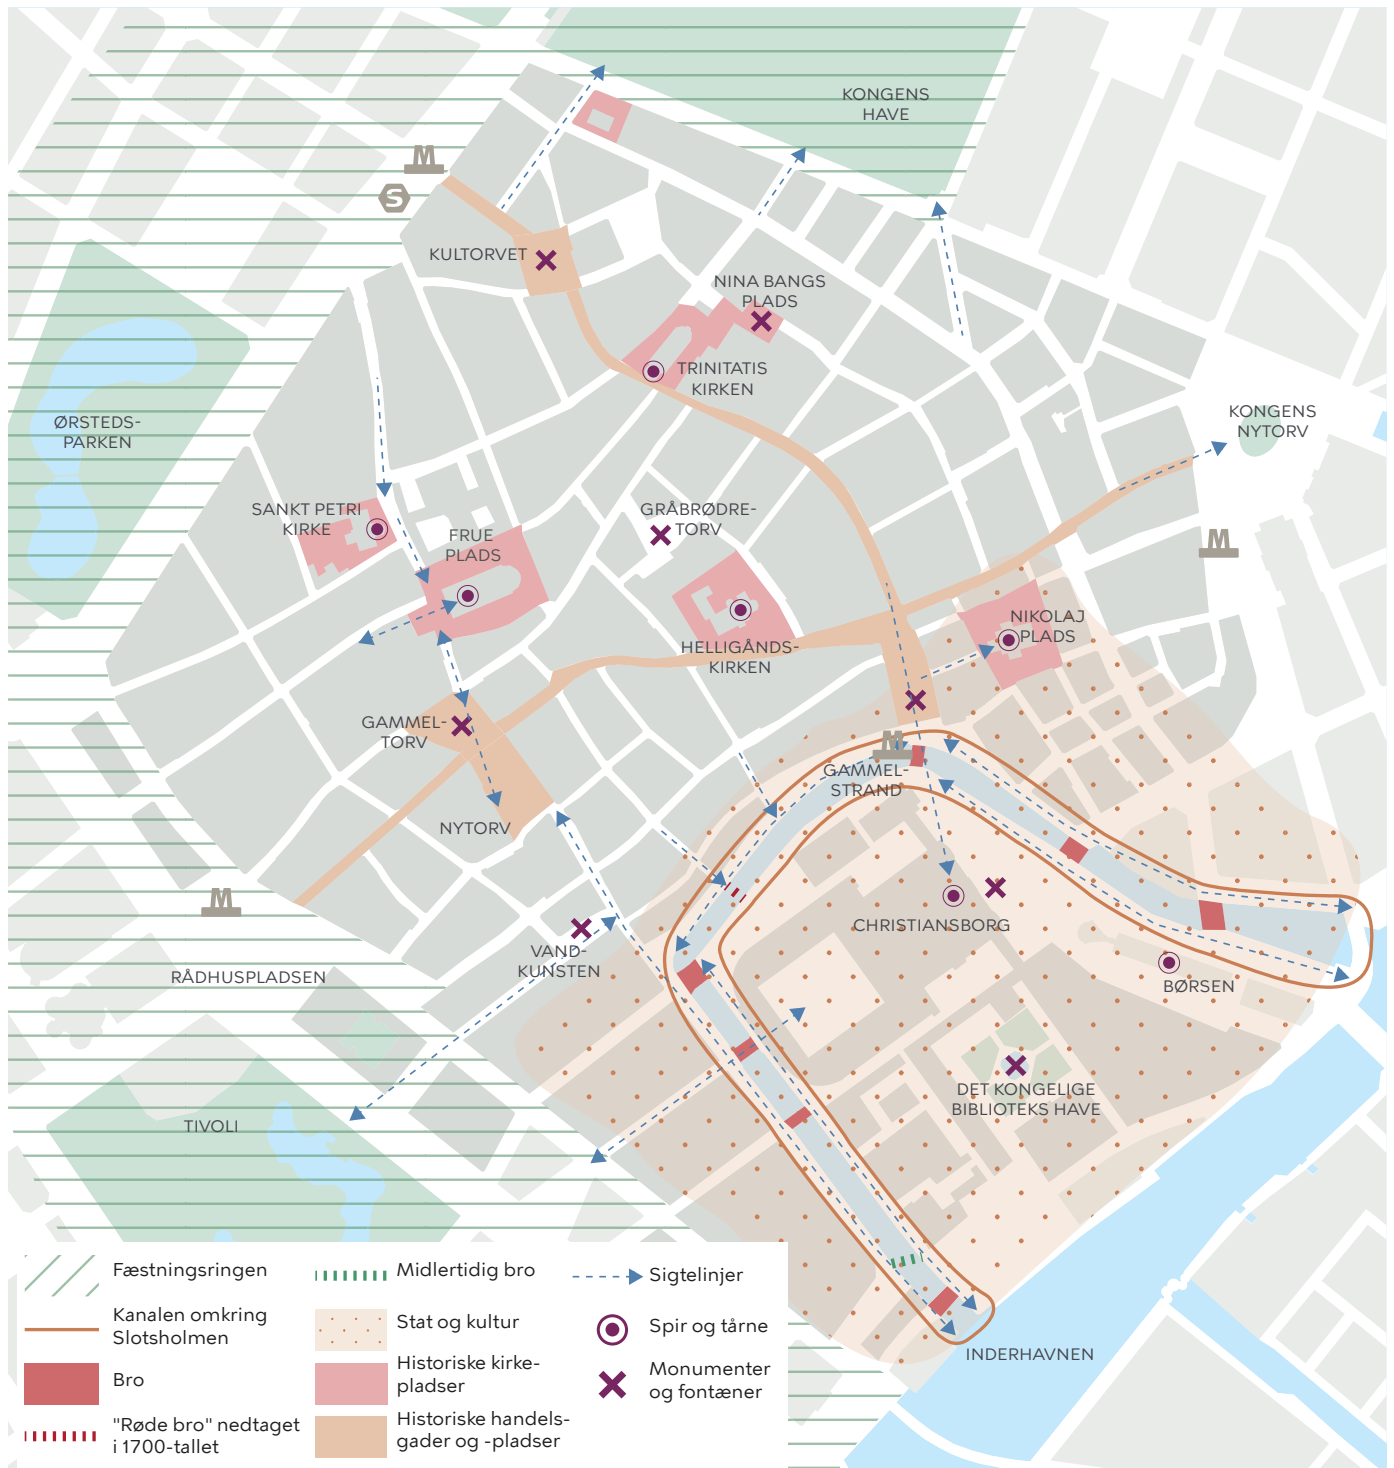 KONGENS
HAVE
M
S
KULTORVET
NINA BANGS
PLADS
TRINITATIS
KIRKEN
ØRSTEDS-
PARKEN
KONGENS
NYTORV
SANKT PETRI
KIRKE
FRUE
PLADS
GRÅBRØDRE-
TORV
M
NIKOLAJ
PLADS
HELLIGÅNDS-
KIRKEN
GAMMEL-
TORV
M
GAMMEL-
STRAND
NYTORV
M
CHRISTIANSBORG
VAND-
KUNSTEN
RÅDHUSPLADSEN
BØRSEN
DET KONGELIGE
BIBLIOTEKS HAVE
TIVOLI
INDERHAVNEN
Fæstningsringen
Kanalen omkring
Slotsholmen
Bro
"Røde bro" nedtaget
i 1700-tallet
Midlertidig bro
Stat og kultur
Historiske kirke-
pladser
Historiske handels-
gader og -pladser
Sigtelinjer
Spir og tårne
Monumenter
og fontæner